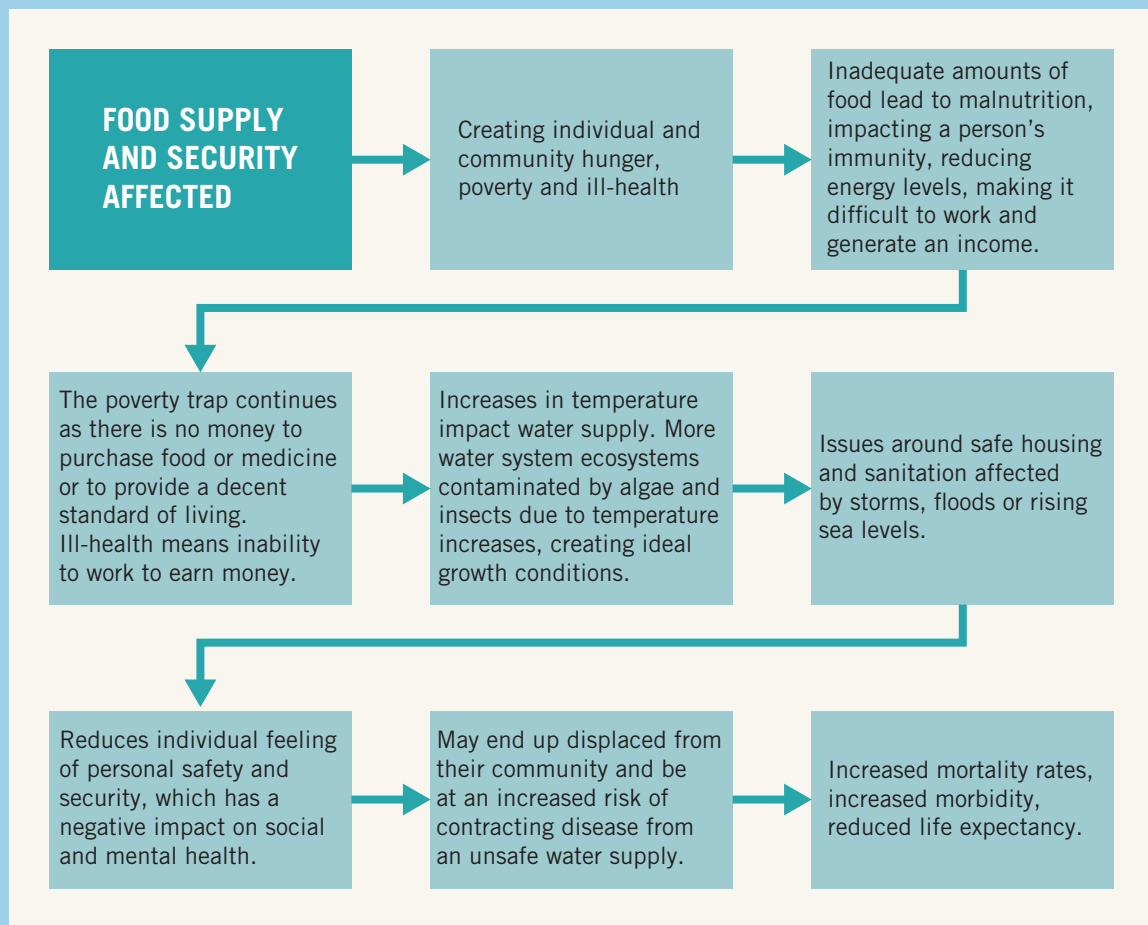 FOOD SUPPLY
AND SECURITY
AFFECTED
Creating individual and
community hunger,
poverty and ill-health
Inadequate amounts of
food lead to malnutrition,
impacting a person’s
immunity, reducing
energy levels, making it
difficult to work and
generate an income.
The poverty trap continues
as there is no money to
purchase food or medicine
or to provide a decent
standard of living.
Ill-health means inability
to work to earn money.
Increases in temperature
impact water supply. More
water system ecosystems
contaminated by algae and
insects due to temperature
increases, creating ideal
growth conditions.
Issues around safe housing
and sanitation affected
by storms, floods or rising
sea levels.
Reduces individual feeling
of personal safety and
security, which has a
negative impact on social
and mental health.
May end up displaced from
their community and be
at an increased risk of
contracting disease from
an unsafe water supply.
Increased mortality rates,
increased morbidity,
reduced life expectancy.